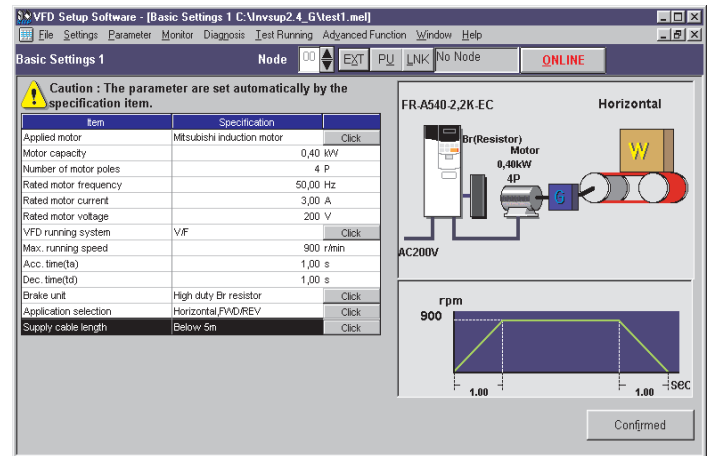 VFD Setup Software - [Basic Settings 1 C:\Invsup2.4_G\test1.mel]
File Settings Parameter Monitor Diagnosis Test Running Advanced Function Window Help
Basic Settings 1 Node 00 EXT PU LNK No Node ONLINE
Caution : The parameter are set automatically by the
specification item.
Item Specification
Applied motor Mitsubishi induction motor Click
Motor capacity 0,40 kW
Number of motor poles 4 P
Rated motor frequency 50,00 Hz
Rated motor current 3,00 A
Rated motor voltage 200 V
VFD running system V/F Click
Max. running speed 900 r/min
Acc. time(ta) 1,00 s
Dec. time(td) 1,00 s
Brake unit High duty Br resistor Click
Application selection Horizontal,FWD/REV Click
Supply cable length Below 5m Click
FR-A540-2,2K-EC Horizontal
Br(Resistor)
Motor
0,40kW
4P
G
W
AC200V
rpm
900
1.00 1.00 sec
Confirmed